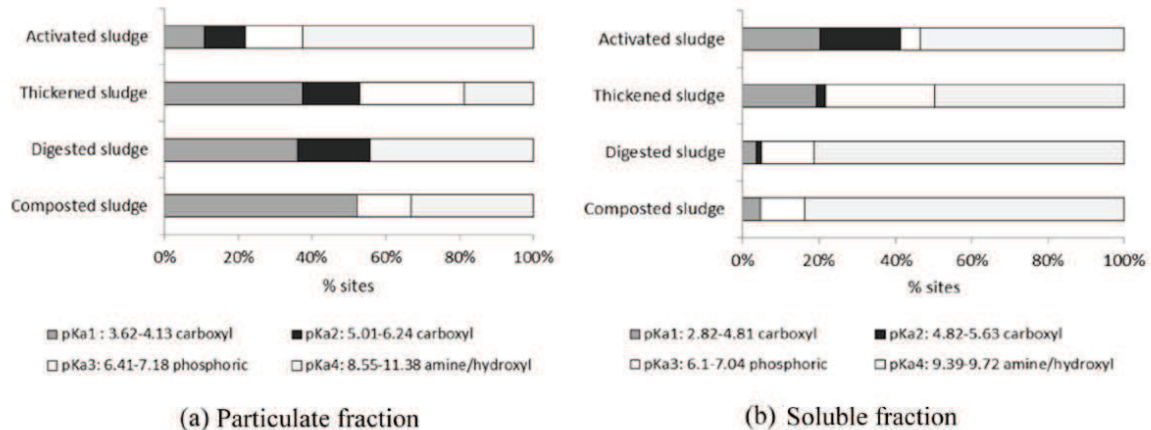 Activated sludge
Thickened sludge
Digested sludge
Composted sludge
0% 20% 40% 60% 80% 100%
% sites
pKa1 : 3.62-4.13 carboxyl pKa2: 5.01-6.24 carboxyl
pKa3: 6.41-7.18 phosphoric pKa4: 8.55-11.38 amine/hydroxyl
(a) Particulate fraction
Activated sludge
Thickened sludge
Digested sludge
Composted sludge
0% 20% 40% 60% 80% 100%
% sites
pKa1: 2.82-4.81 carboxyl pKa2: 4.82-5.63 carboxyl
pKa3: 6.1-7.04 phosphoric pKa4: 9.39-9.72 amine/hydroxyl
(b) Soluble fraction